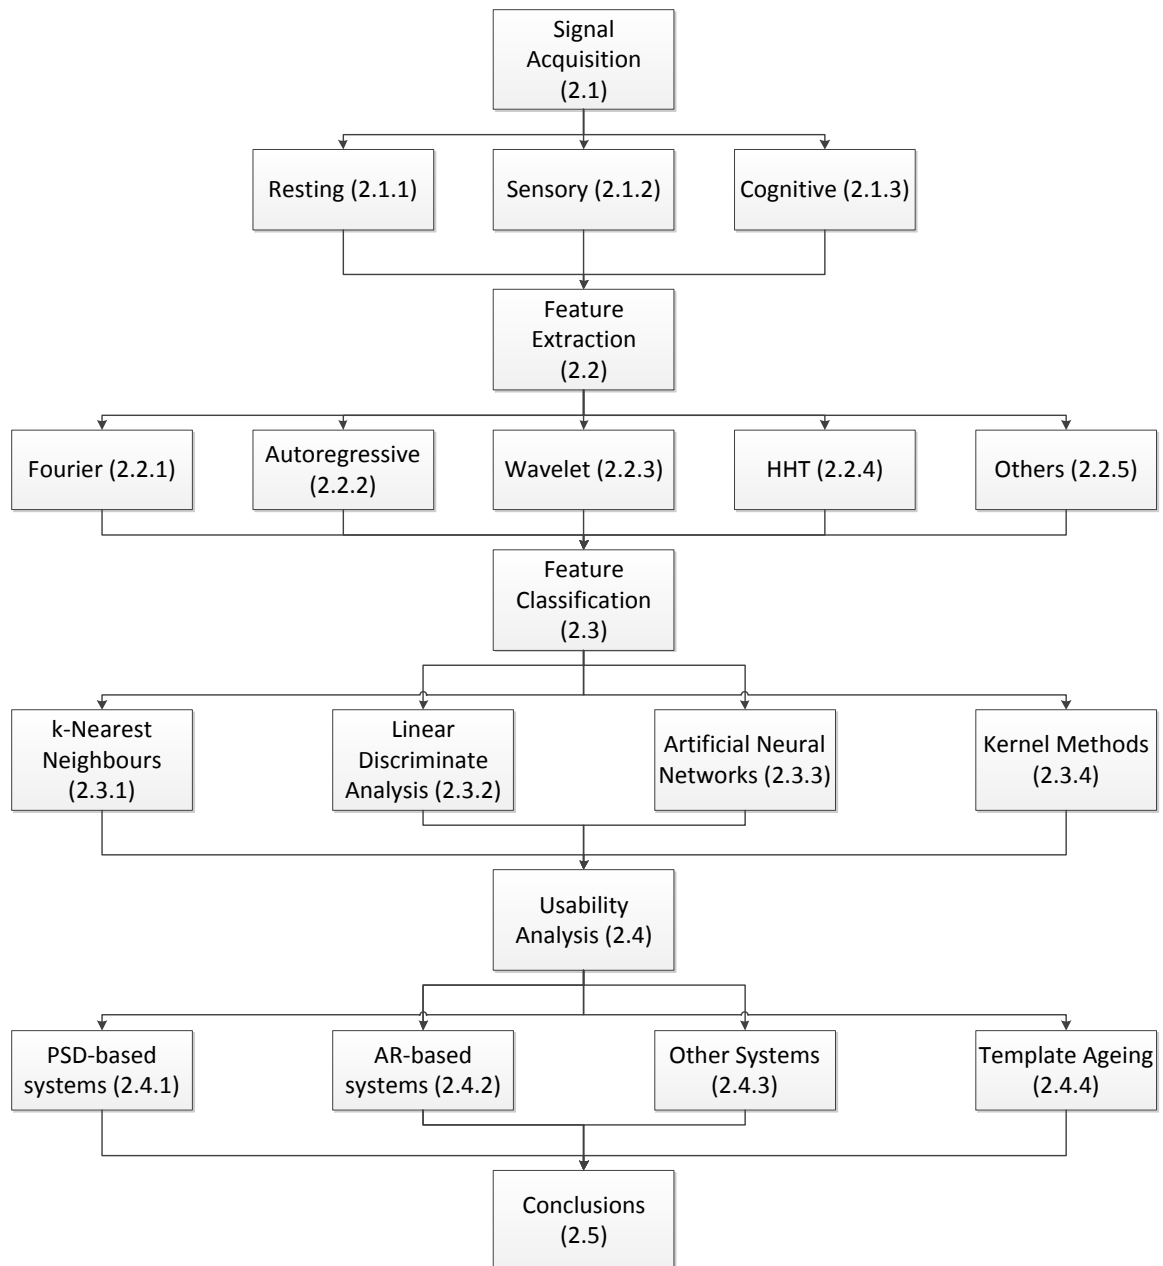 Signal
Acquisition
(2.1)
Resting (2.1.1)
Sensory (2.1.2)
Cognitive (2.1.3)
Feature
Extraction
(2.2)
Fourier (2.2.1)
Autoregressive
(2.2.2)
Wavelet (2.2.3)
HHT (2.2.4)
Others (2.2.5)
Feature
Classification
(2.3)
k-Nearest
Neighbours
(2.3.1)
Linear
Discriminate
Analysis (2.3.2)
Artificial Neural
Networks (2.3.3)
Kernel Methods
(2.3.4)
Usability
Analysis (2.4)
PSD-based
systems (2.4.1)
AR-based
systems (2.4.2)
Other Systems
(2.4.3)
Template Ageing
(2.4.4)
Conclusions
(2.5)